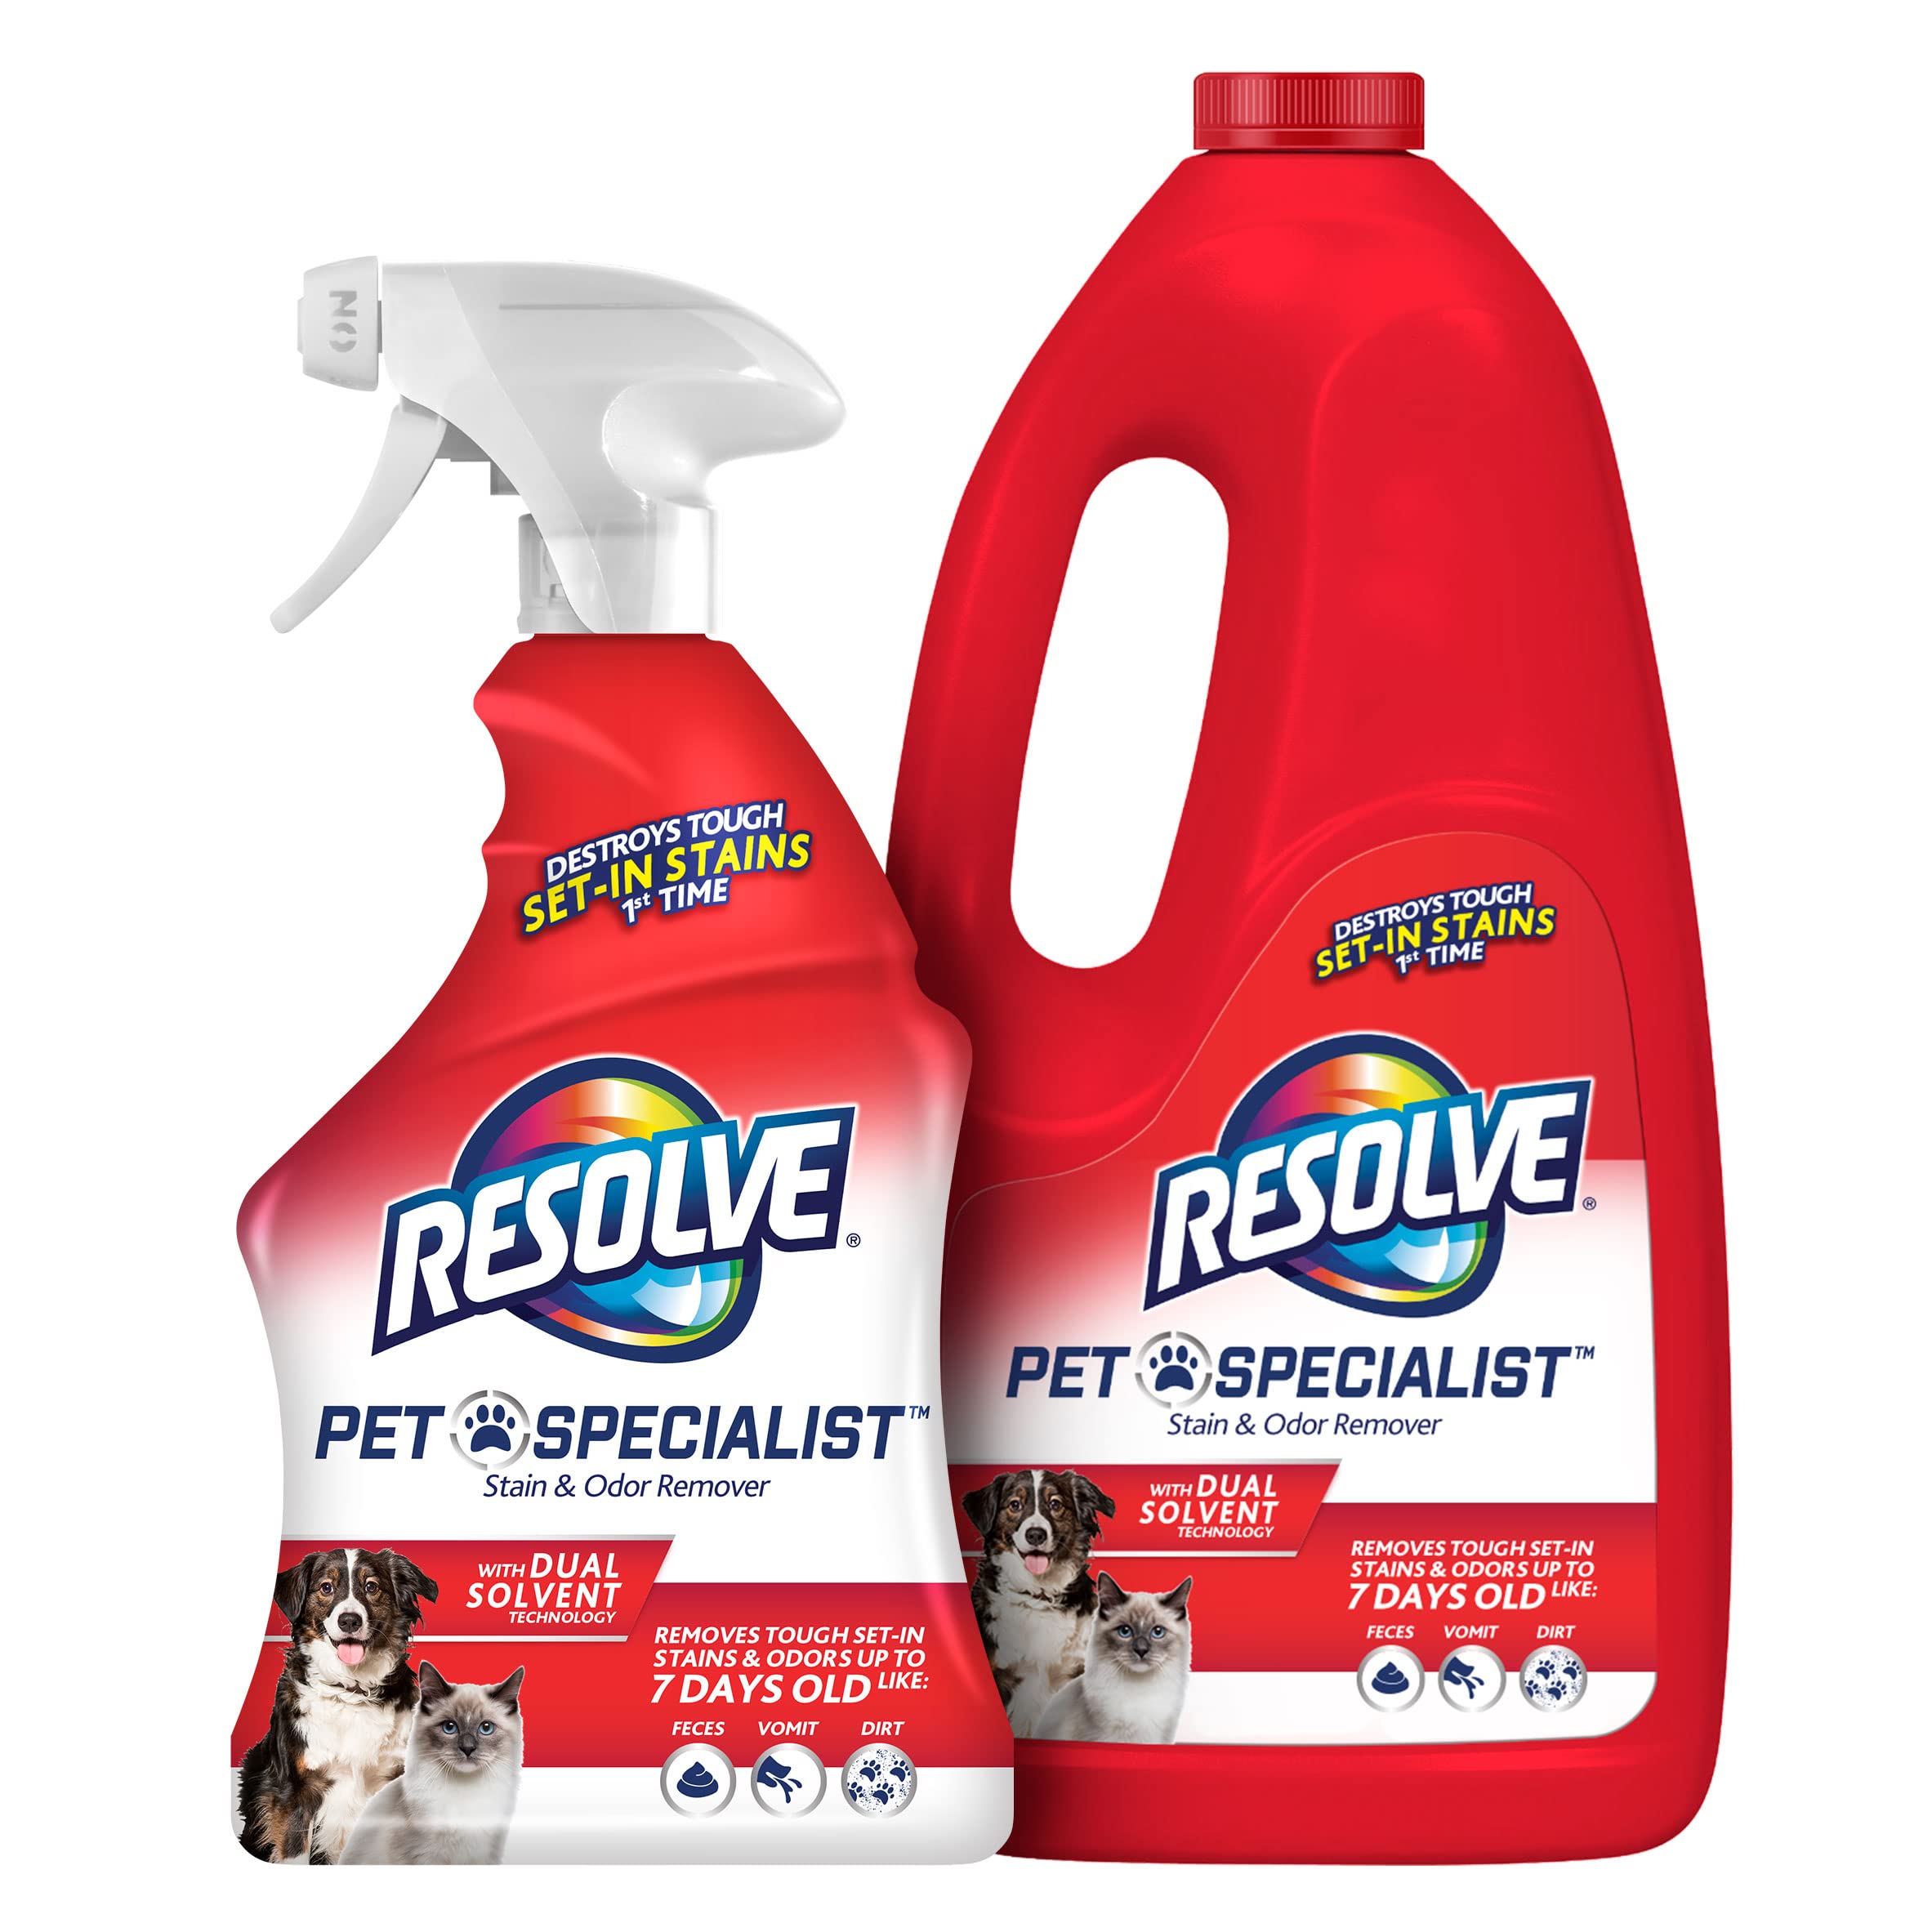 NO
DESTROYS TOUGH
SET-IN STAINS
1st TIME
RESOLVE®
PET SPECIALIST™
Stain & Odor Remover
WITH DUAL
SOLVENT
TECHNOLOGY
REMOVES TOUGH SET-IN
STAINS & ODORS UP TO
7 DAYS OLD LIKE:
FECES VOMIT DIRT
DESTROYS TOUGH
SET-IN STAINS
1st TIME
RESOLVE®
PET SPECIALIST™
Stain & Odor Remover
WITH DUAL
SOLVENT
TECHNOLOGY
REMOVES TOUGH SET-IN
STAINS & ODORS UP TO
7 DAYS OLD LIKE:
FECES VOMIT DIRT